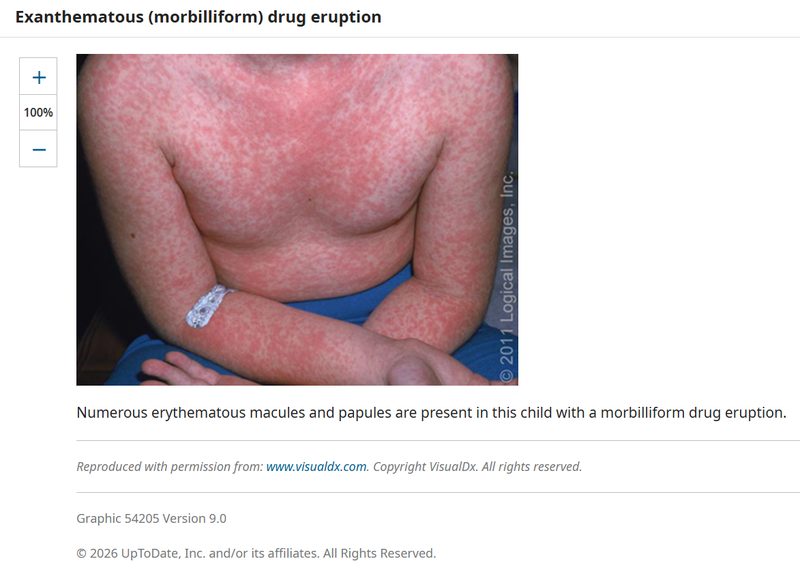 Exanthematous (morbilliform) drug eruption
+
100%
−
© 2011 Logical Images, Inc.
Numerous erythematous macules and papules are present in this child with a morbilliform drug eruption.
Reproduced with permission from: www.visualdx.com. Copyright VisualDx. All rights reserved.
Graphic 54205 Version 9.0
© 2026 UpToDate, Inc. and/or its affiliates. All Rights Reserved.